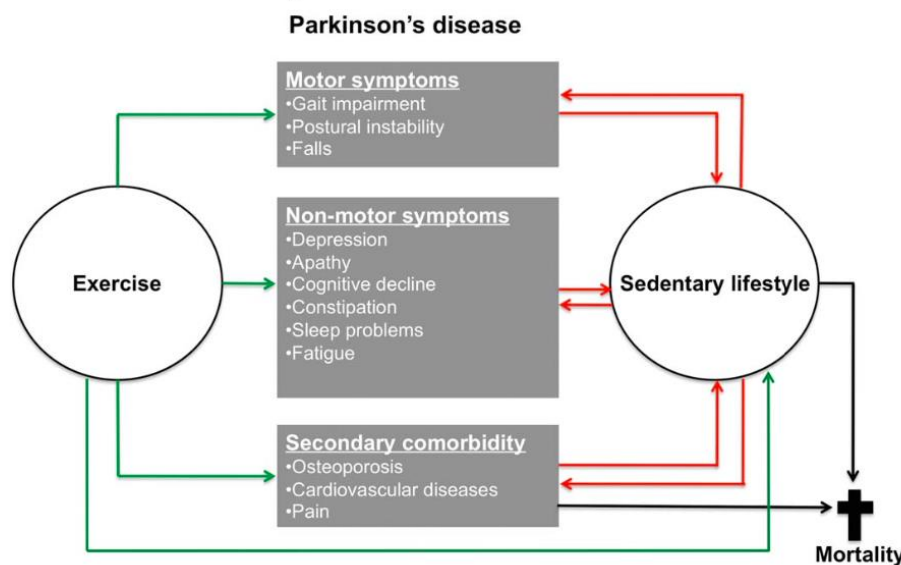 Parkinson's disease
Motor symptoms
•Gait impairment
•Postural instability
•Falls
Exercise
Non-motor symptoms
•Depression
•Apathy
•Cognitive decline
•Constipation
•Sleep problems
•Fatigue
Sedentary lifestyle
Secondary comorbidity
•Osteoporosis
•Cardiovascular diseases
•Pain
Mortality